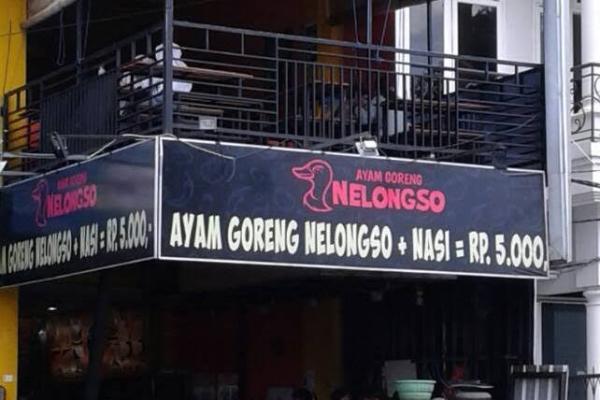 AYAM GORENG
NELONGSO
M GORENG NELONGSO + NASI = RP. 5.000,-
AYAM GORENG
NELONGSO
AYAM GORENG NELONGSO + NASI = RP. 5.000,